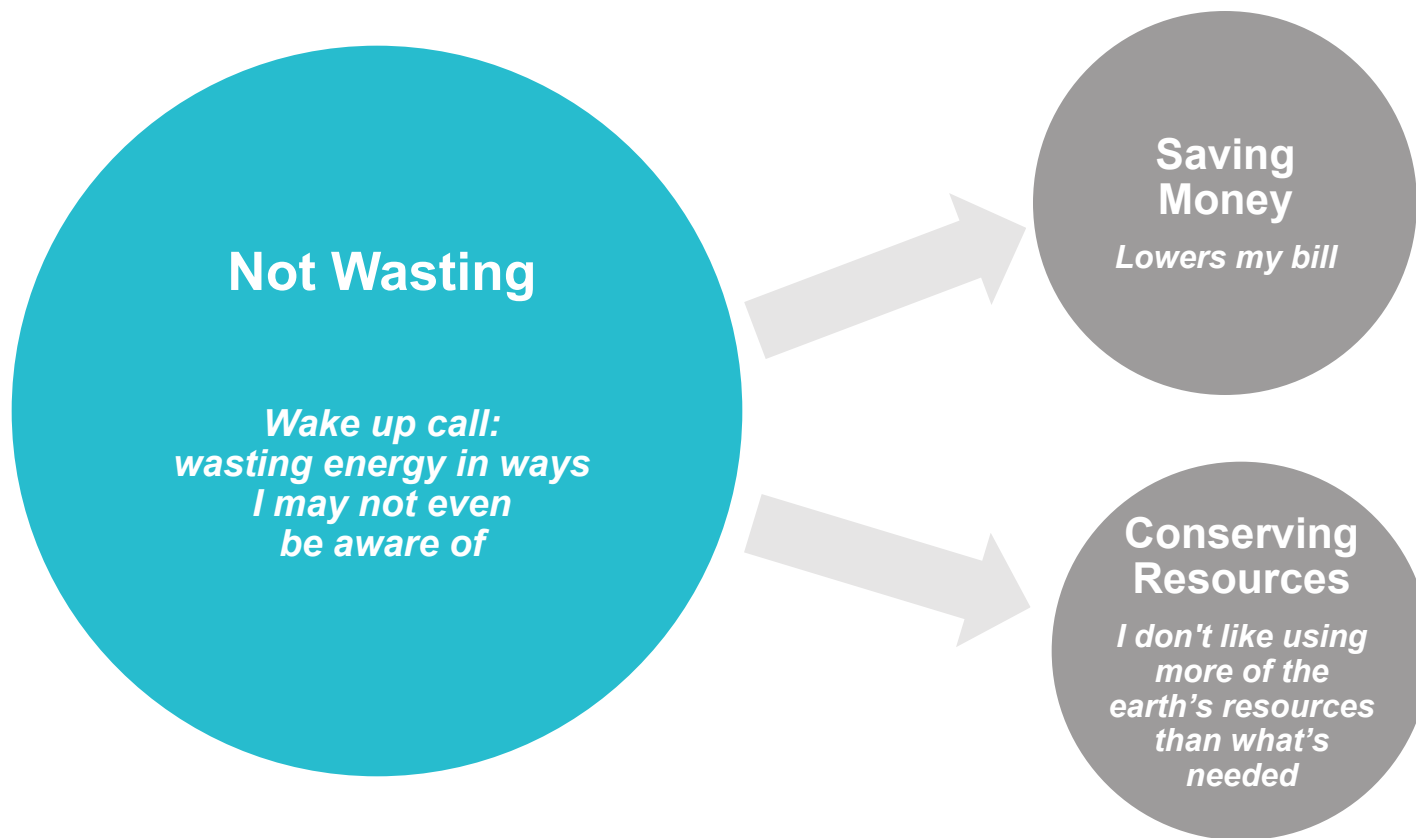 Not Wasting
Wake up call:
wasting energy in ways
I may not even
be aware of
Saving
Money
Lowers my bill
Conserving
Resources
I don't like using
more of the
earth’s resources
than what’s
needed